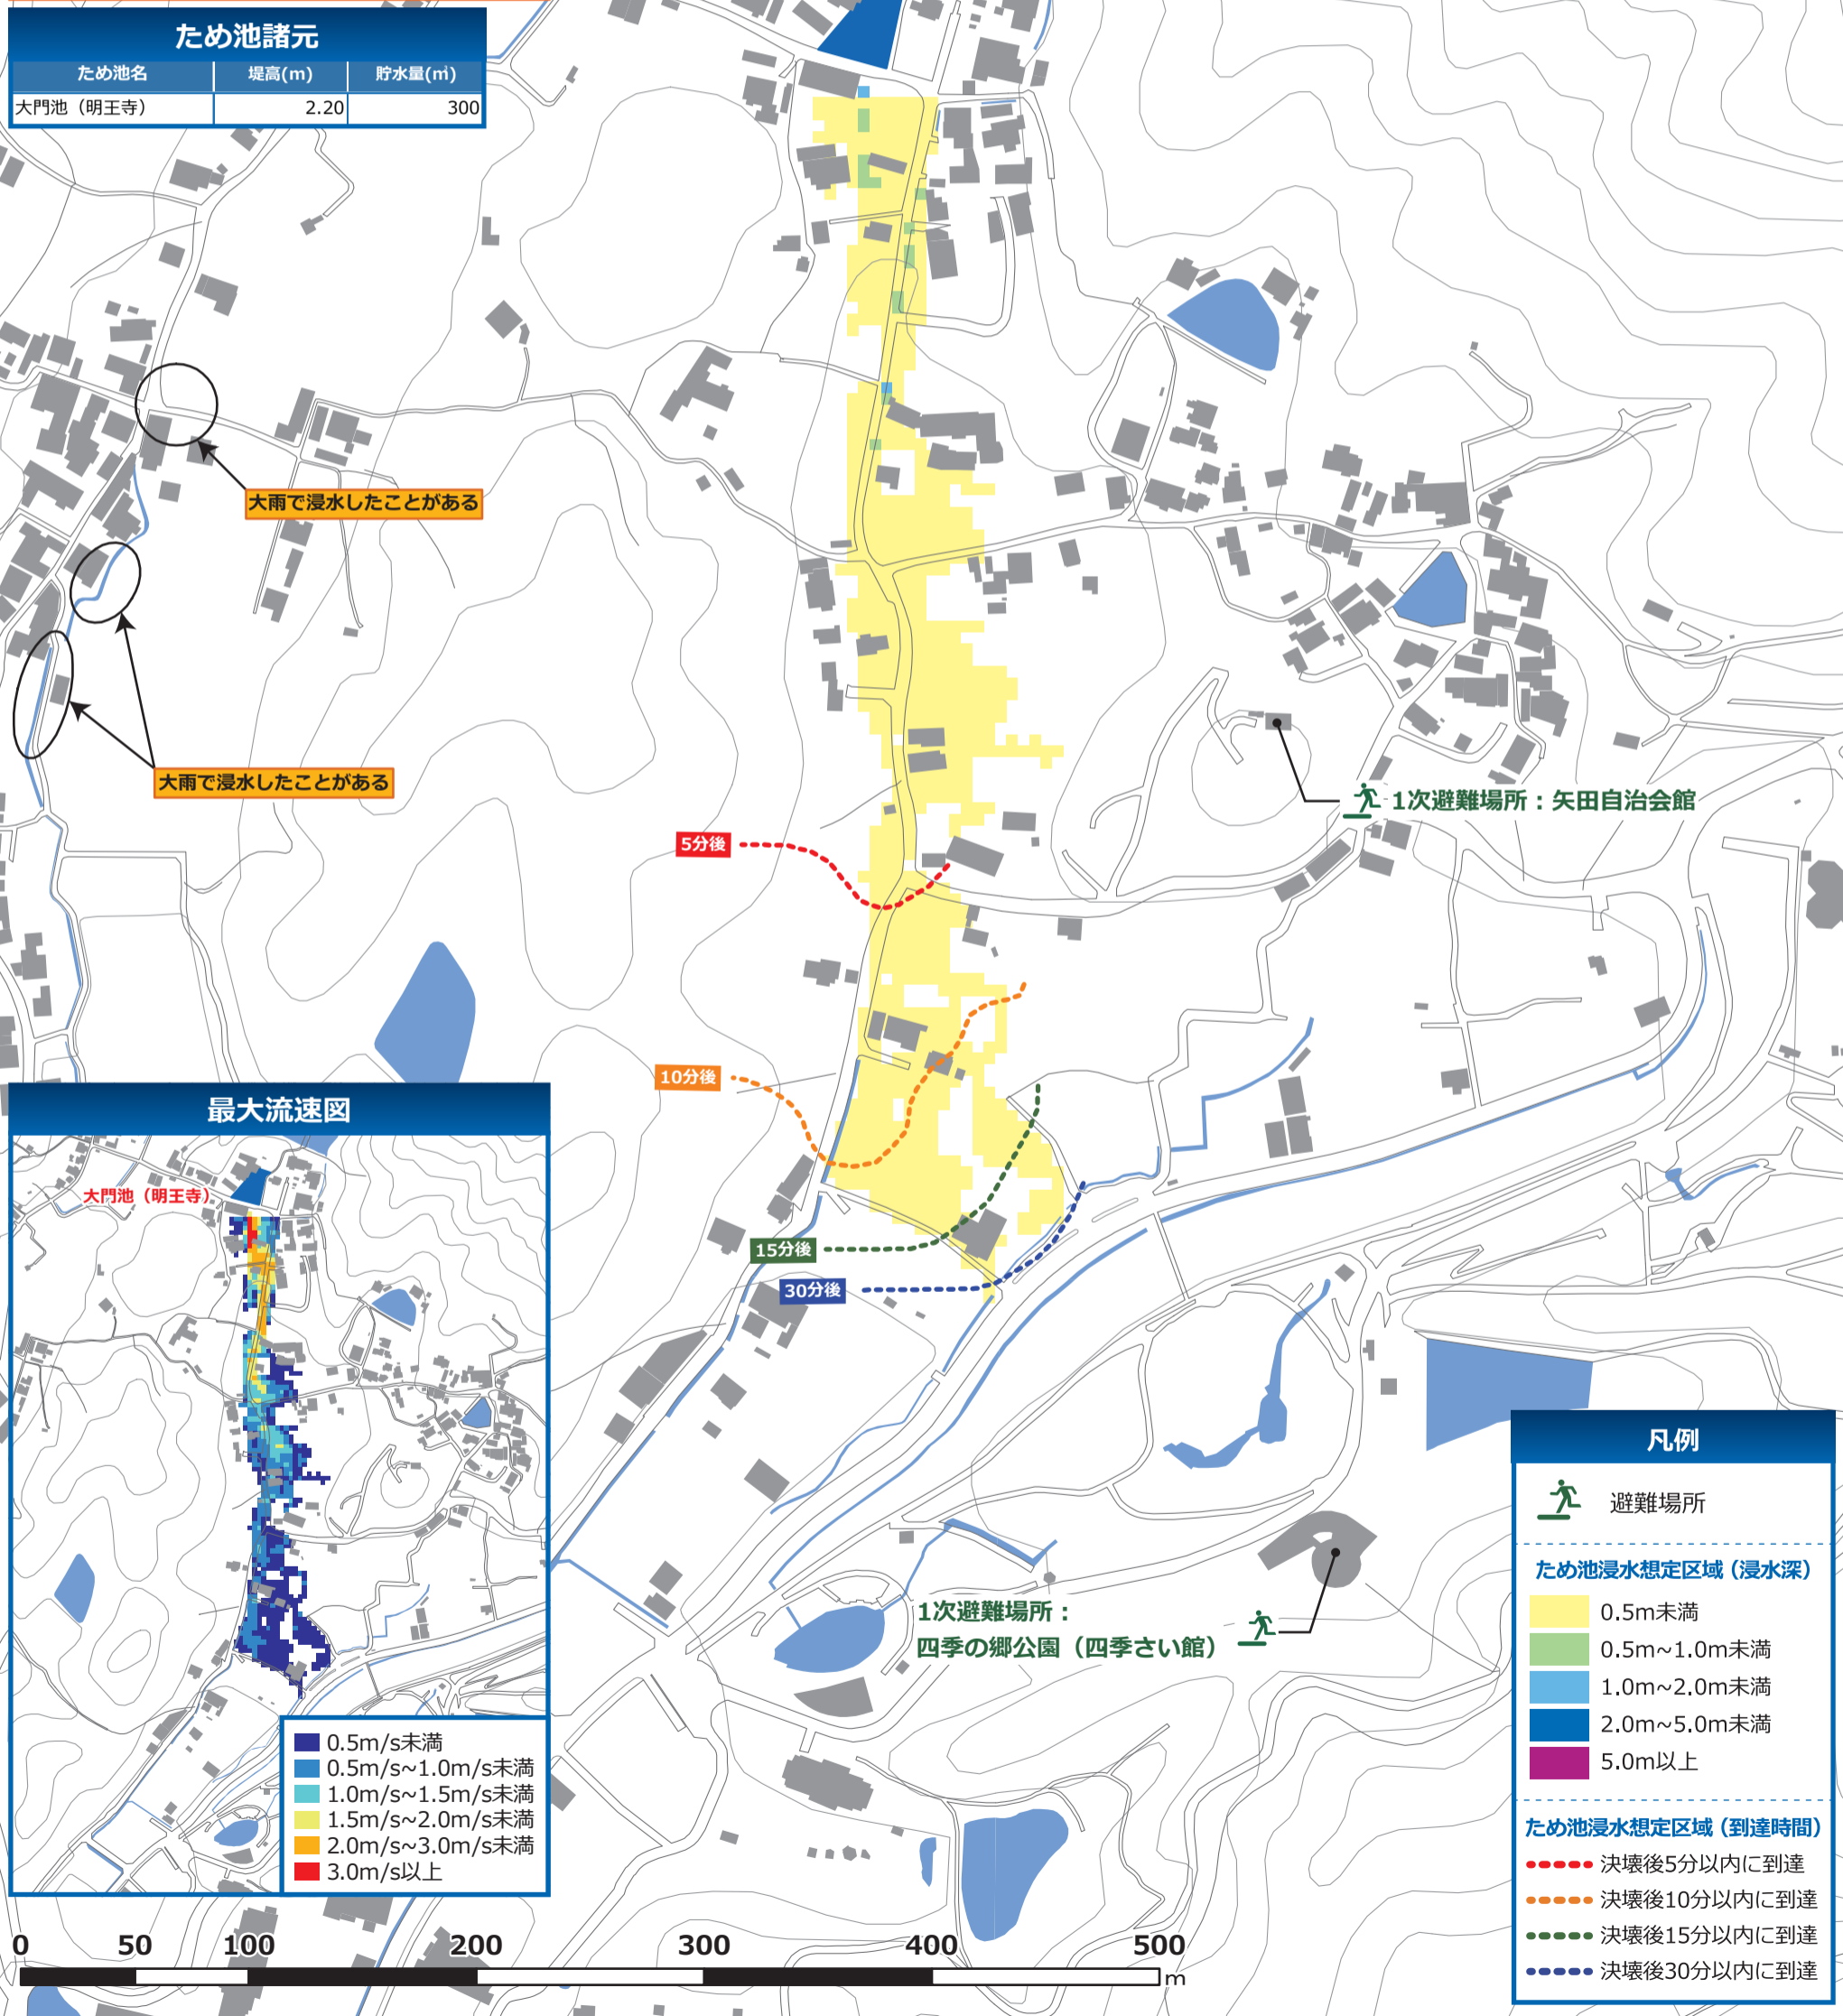 ため池諸元
ため池名 堤高(m) 貯水量(㎥)
大門池（明王寺） 2.20 300
大雨で浸水したことがある
大雨で浸水したことがある
1次避難場所：矢田自治会館
5分後
10分後
15分後
30分後
最大流速図
大門池（明王寺）
0.5m/s未満
0.5m/s~1.0m/s未満
1.0m/s~1.5m/s未満
1.5m/s~2.0m/s未満
2.0m/s~3.0m/s未満
3.0m/s以上
1次避難場所：
四季の郷公園（四季さい館）
凡例
避難場所
ため池浸水想定区域（浸水深）
0.5m未満
0.5m~1.0m未満
1.0m~2.0m未満
2.0m~5.0m未満
5.0m以上
ため池浸水想定区域（到達時間）
決壊後5分以内に到達
決壊後10分以内に到達
決壊後15分以内に到達
決壊後30分以内に到達
0 50 100 200 300 400 500
m